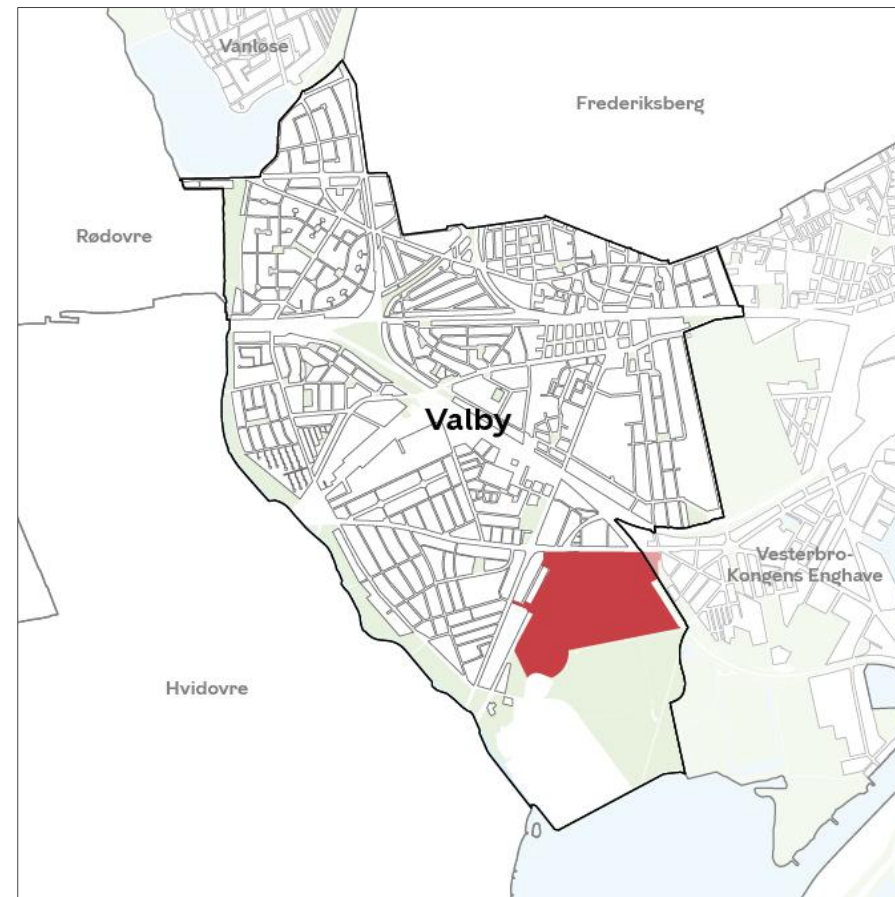 Vanløse
Frederiksberg
Rødovre
Valby
Vesterbro-
Kongens Enghave
Hvidovre